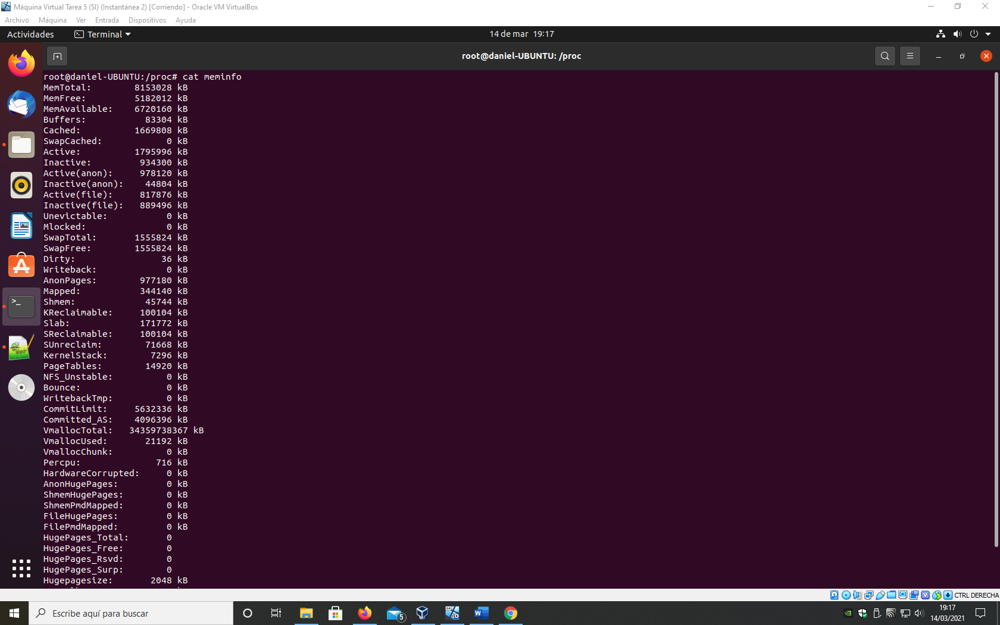 Máquina Virtual Tarea 5 (SI) (Instantánea 2) [Corriendo] - Oracle VM VirtualBox
Archivo Máquina Ver Entrada Dispositivos Ayuda
Actividades Terminal 14 de mar 19:17
root@daniel-UBUNTU: /proc
root@daniel-UBUNTU:/proc# cat meminfo
MemTotal: 8153028 kB
MemFree: 5182012 kB
MemAvailable: 6720160 kB
Buffers: 83304 kB
Cached: 1669808 kB
SwapCached: 0 kB
Active: 1795996 kB
Inactive: 934300 kB
Active(anon): 978120 kB
Inactive(anon): 44804 kB
Active(file): 817876 kB
Inactive(file): 889496 kB
Unevictable: 0 kB
Mlocked: 0 kB
SwapTotal: 1555824 kB
SwapFree: 1555824 kB
Dirty: 36 kB
Writeback: 0 kB
AnonPages: 977180 kB
Mapped: 344140 kB
Shmem: 45744 kB
KReclaimable: 100104 kB
Slab: 171772 kB
SReclaimable: 100104 kB
SUnreclaim: 71668 kB
KernelStack: 7296 kB
PageTables: 14920 kB
NFS_Unstable: 0 kB
Bounce: 0 kB
WritebackTmp: 0 kB
CommitLimit: 5632336 kB
Committed_AS: 4096396 kB
VmallocTotal: 34359738367 kB
VmallocUsed: 21192 kB
VmallocChunk: 0 kB
Percpu: 716 kB
HardwareCorrupted: 0 kB
AnonHugePages: 0 kB
ShmemHugePages: 0 kB
ShmemPmdMapped: 0 kB
FileHugePages: 0 kB
FilePmdMapped: 0 kB
HugePages_Total: 0
HugePages_Free: 0
HugePages_Rsvd: 0
HugePages_Surp: 0
Hugepagesize: 2048 kB
CTRL DERECHA
Escribe aquí para buscar
5
19:17
14/03/2021